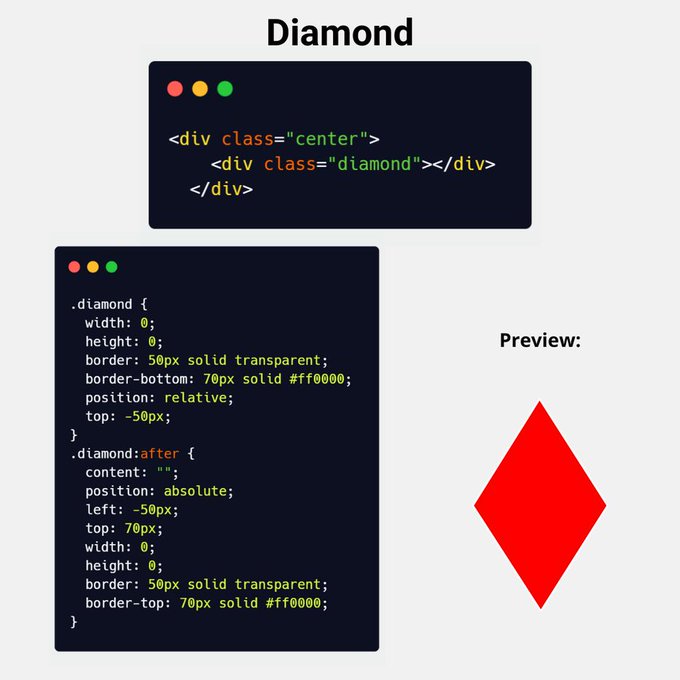 Diamond
<div class="center">
    <div class="diamond"></div>
  </div>
.diamond {
  width: 0;
  height: 0;
  border: 50px solid transparent;
  border-bottom: 70px solid #ff0000;
  position: relative;
  top: -50px;
}
.diamond:after {
  content: "";
  position: absolute;
  left: -50px;
  top: 70px;
  width: 0;
  height: 0;
  border: 50px solid transparent;
  border-top: 70px solid #ff0000;
}
Preview: